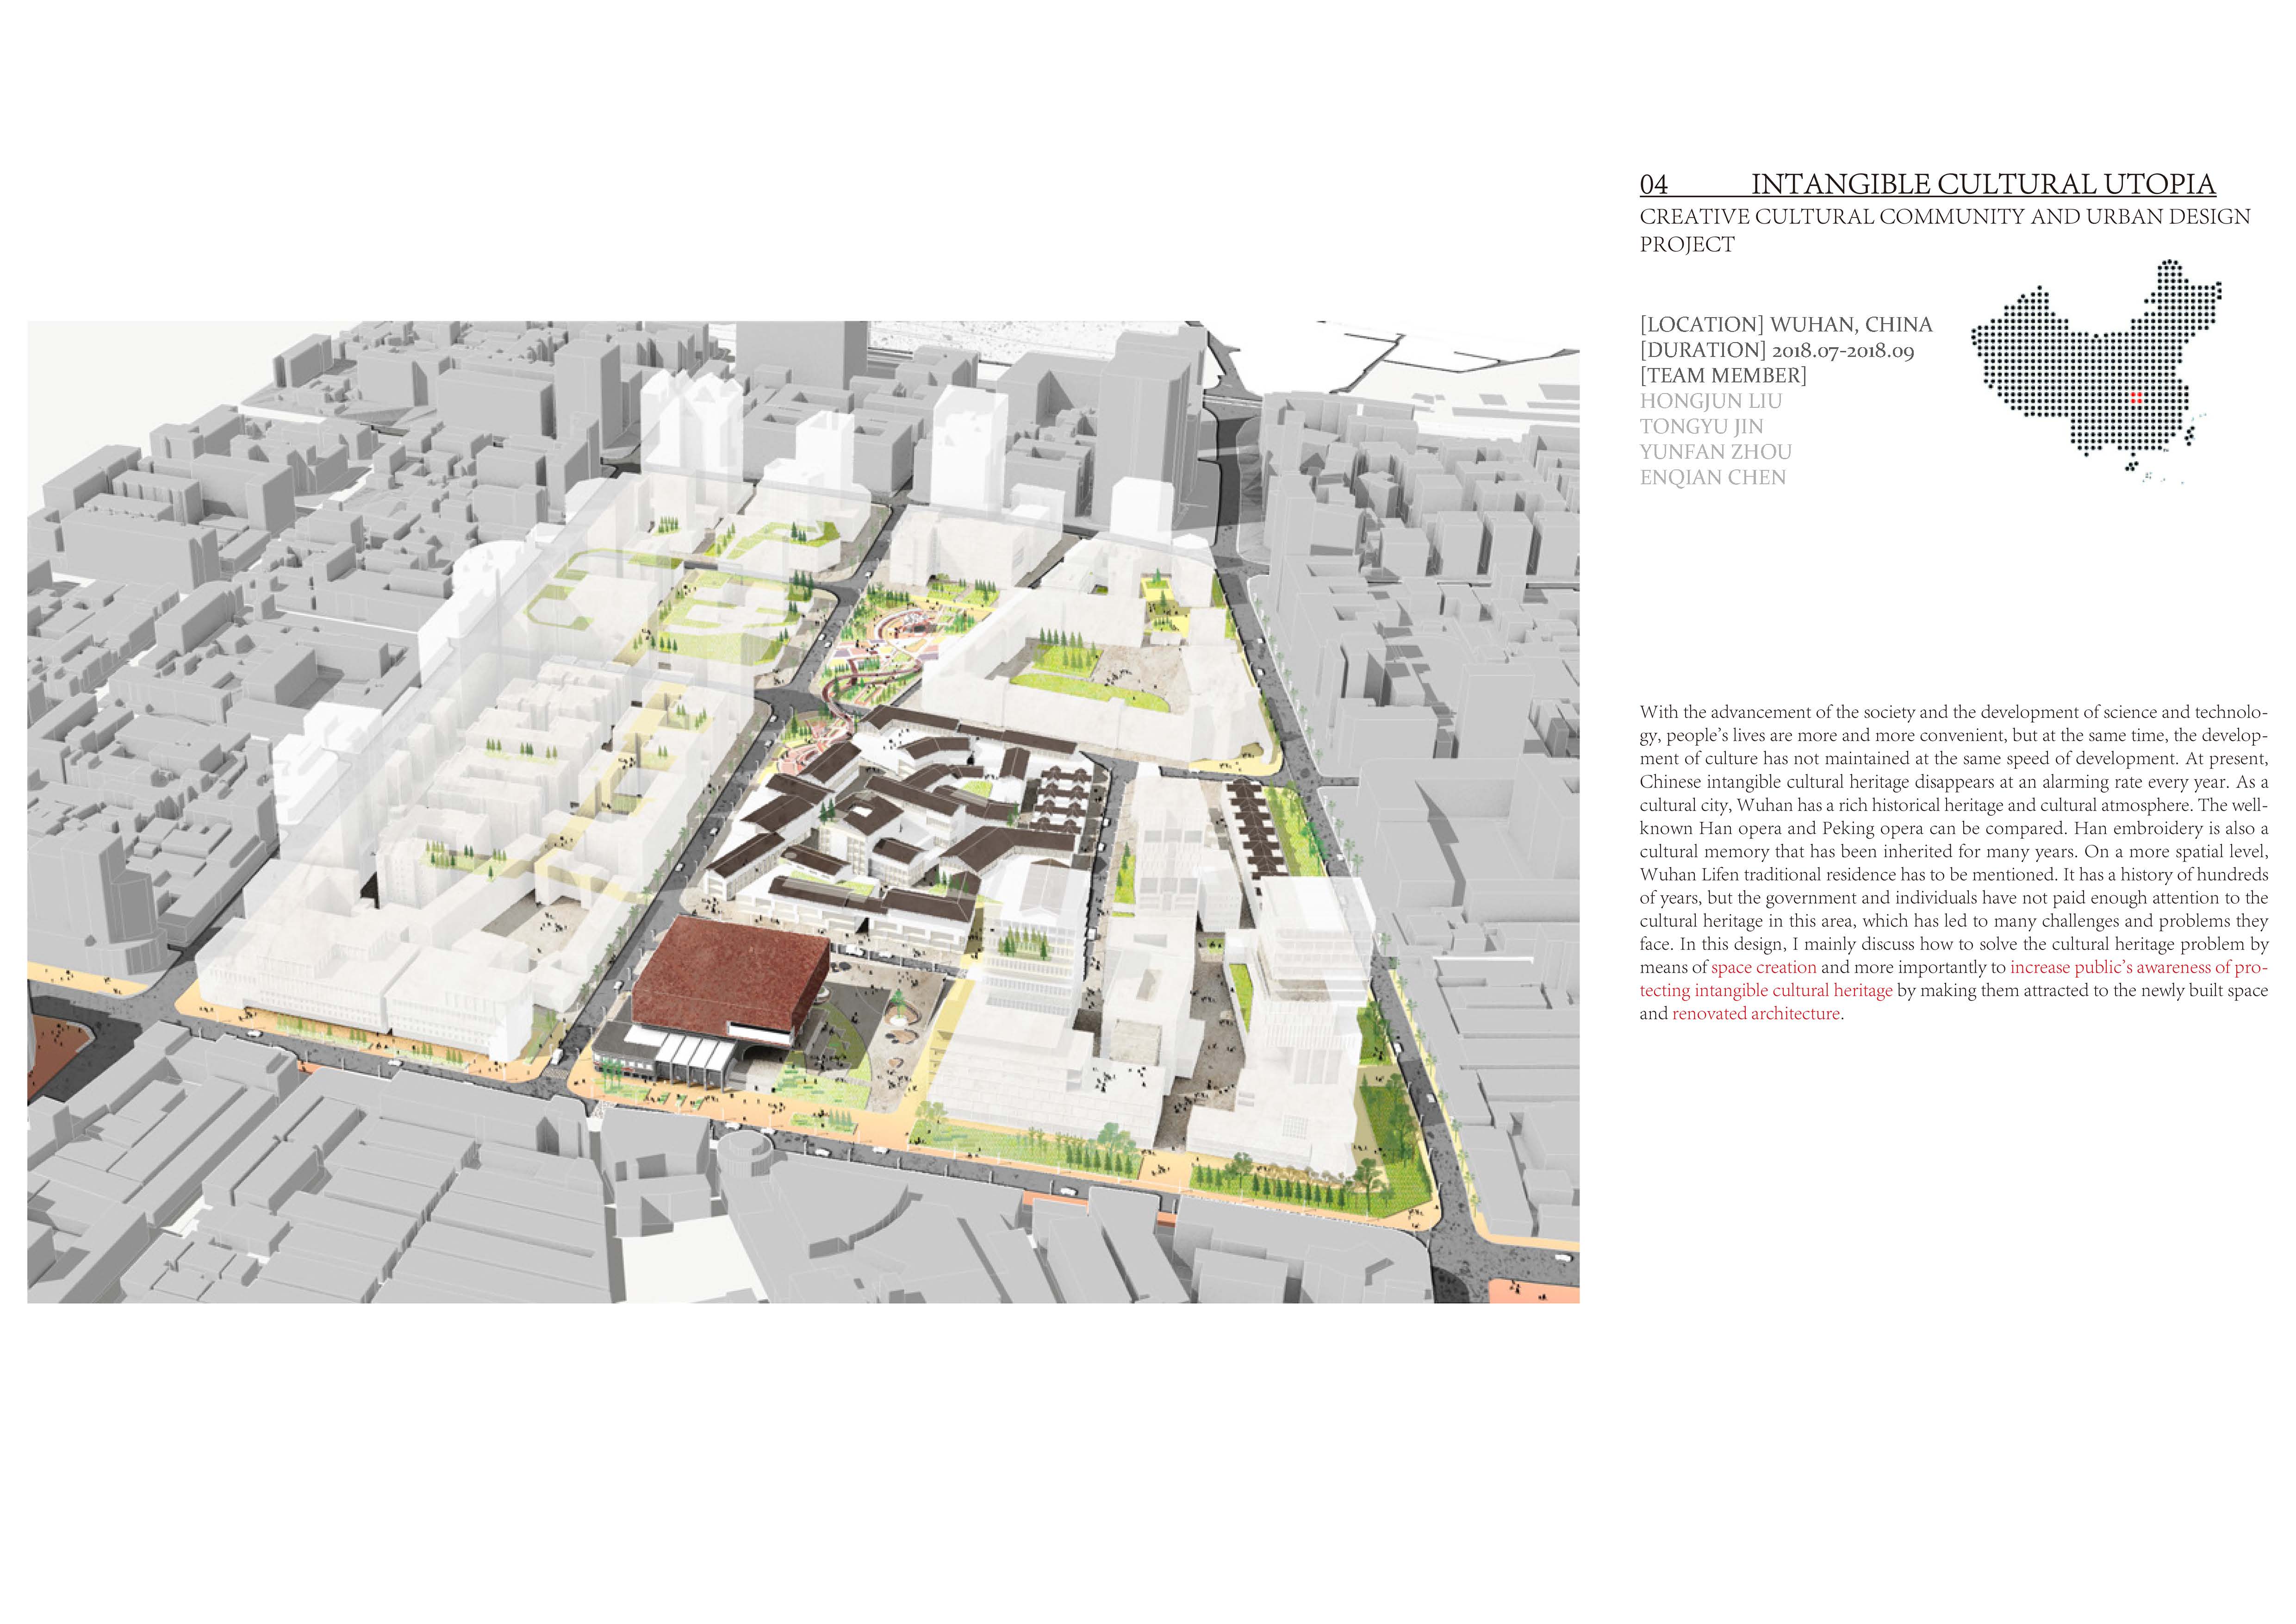 04 INTANGIBLE CULTURAL UTOPIA
CREATIVE CULTURAL COMMUNITY AND URBAN DESIGN
PROJECT
[LOCATION] WUHAN, CHINA
[DURATION] 2018.07-2018.09
[TEAM MEMBER]
HONGJUN LIU
TONGYU JIN
YUNFAN ZHOU
ENQIAN CHEN
With the advancement of the society and the development of science and technolo-
gy, people's lives are more and more convenient, but at the same time, the develop-
ment of culture has not maintained at the same speed of development. At present,
Chinese intangible cultural heritage disappears at an alarming rate every year. As a
cultural city, Wuhan has a rich historical heritage and cultural atmosphere. The well-
known Han opera and Peking opera can be compared. Han embroidery is also a
cultural memory that has been inherited for many years. On a more spatial level,
Wuhan Lifen traditional residence has to be mentioned. It has a history of hundreds
of years, but the government and individuals have not paid enough attention to the
cultural heritage in this area, which has led to many challenges and problems they
face. In this design, I mainly discuss how to solve the cultural heritage problem by
means of space creation and more importantly to increase public's awareness of pro-
tecting intangible cultural heritage by making them attracted to the newly built space
and renovated architecture.